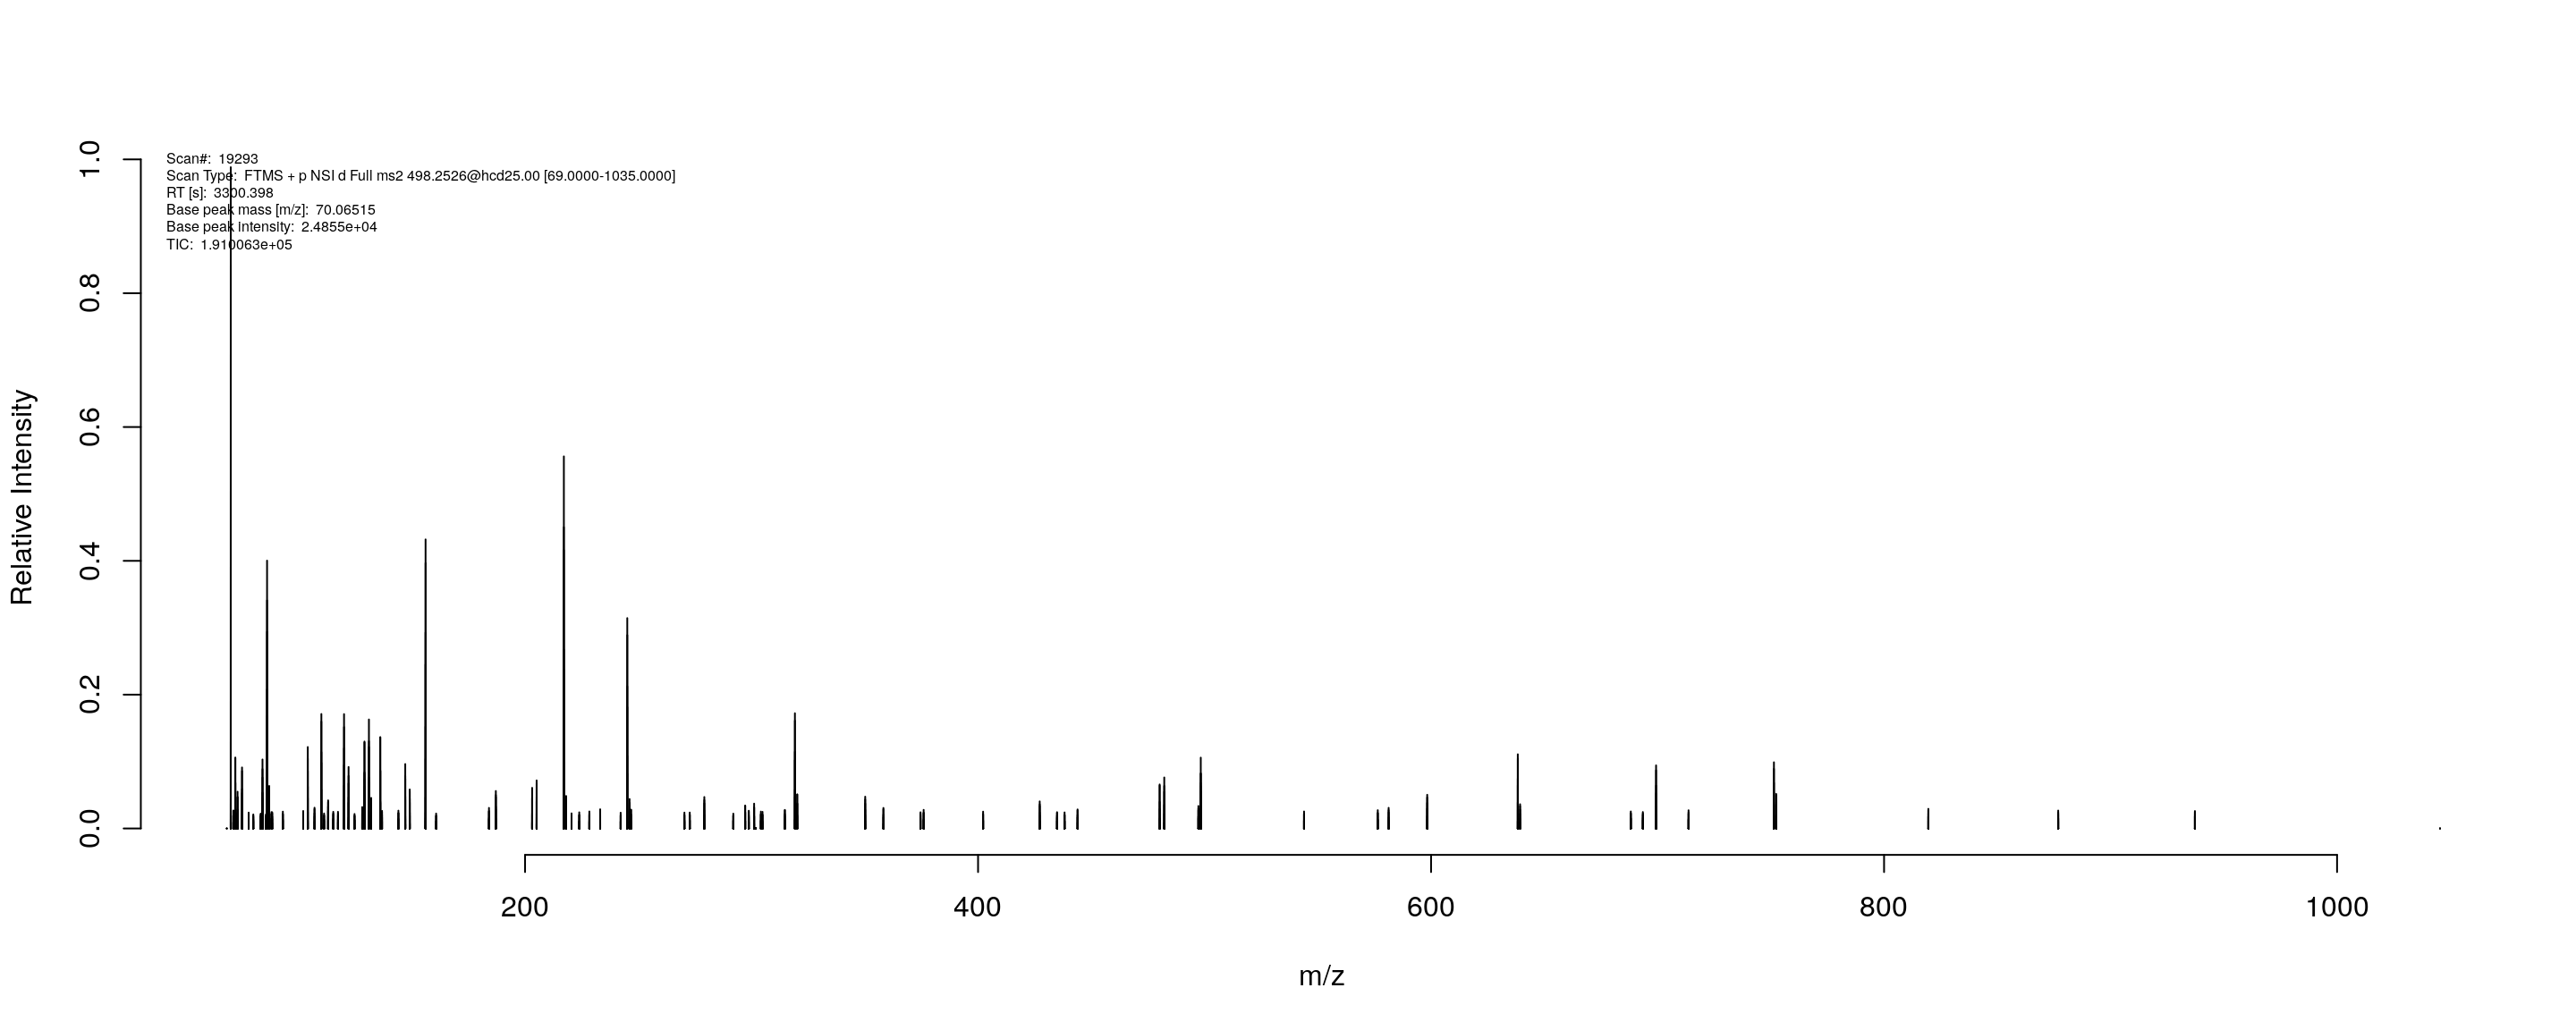 Scan#: 19293
Scan Type: FTMS + p NSI d Full ms2 498.2526@hcd25.00 [69.0000-1035.0000]
RT [s]: 3300.398
Base peak mass [m/z]: 70.06515
Base peak intensity: 2.4855e+04
TIC: 1.910063e+05
Relative Intensity
1.0
0.8
0.6
0.4
0.2
0.0
200 400 600 800 1000
m/z